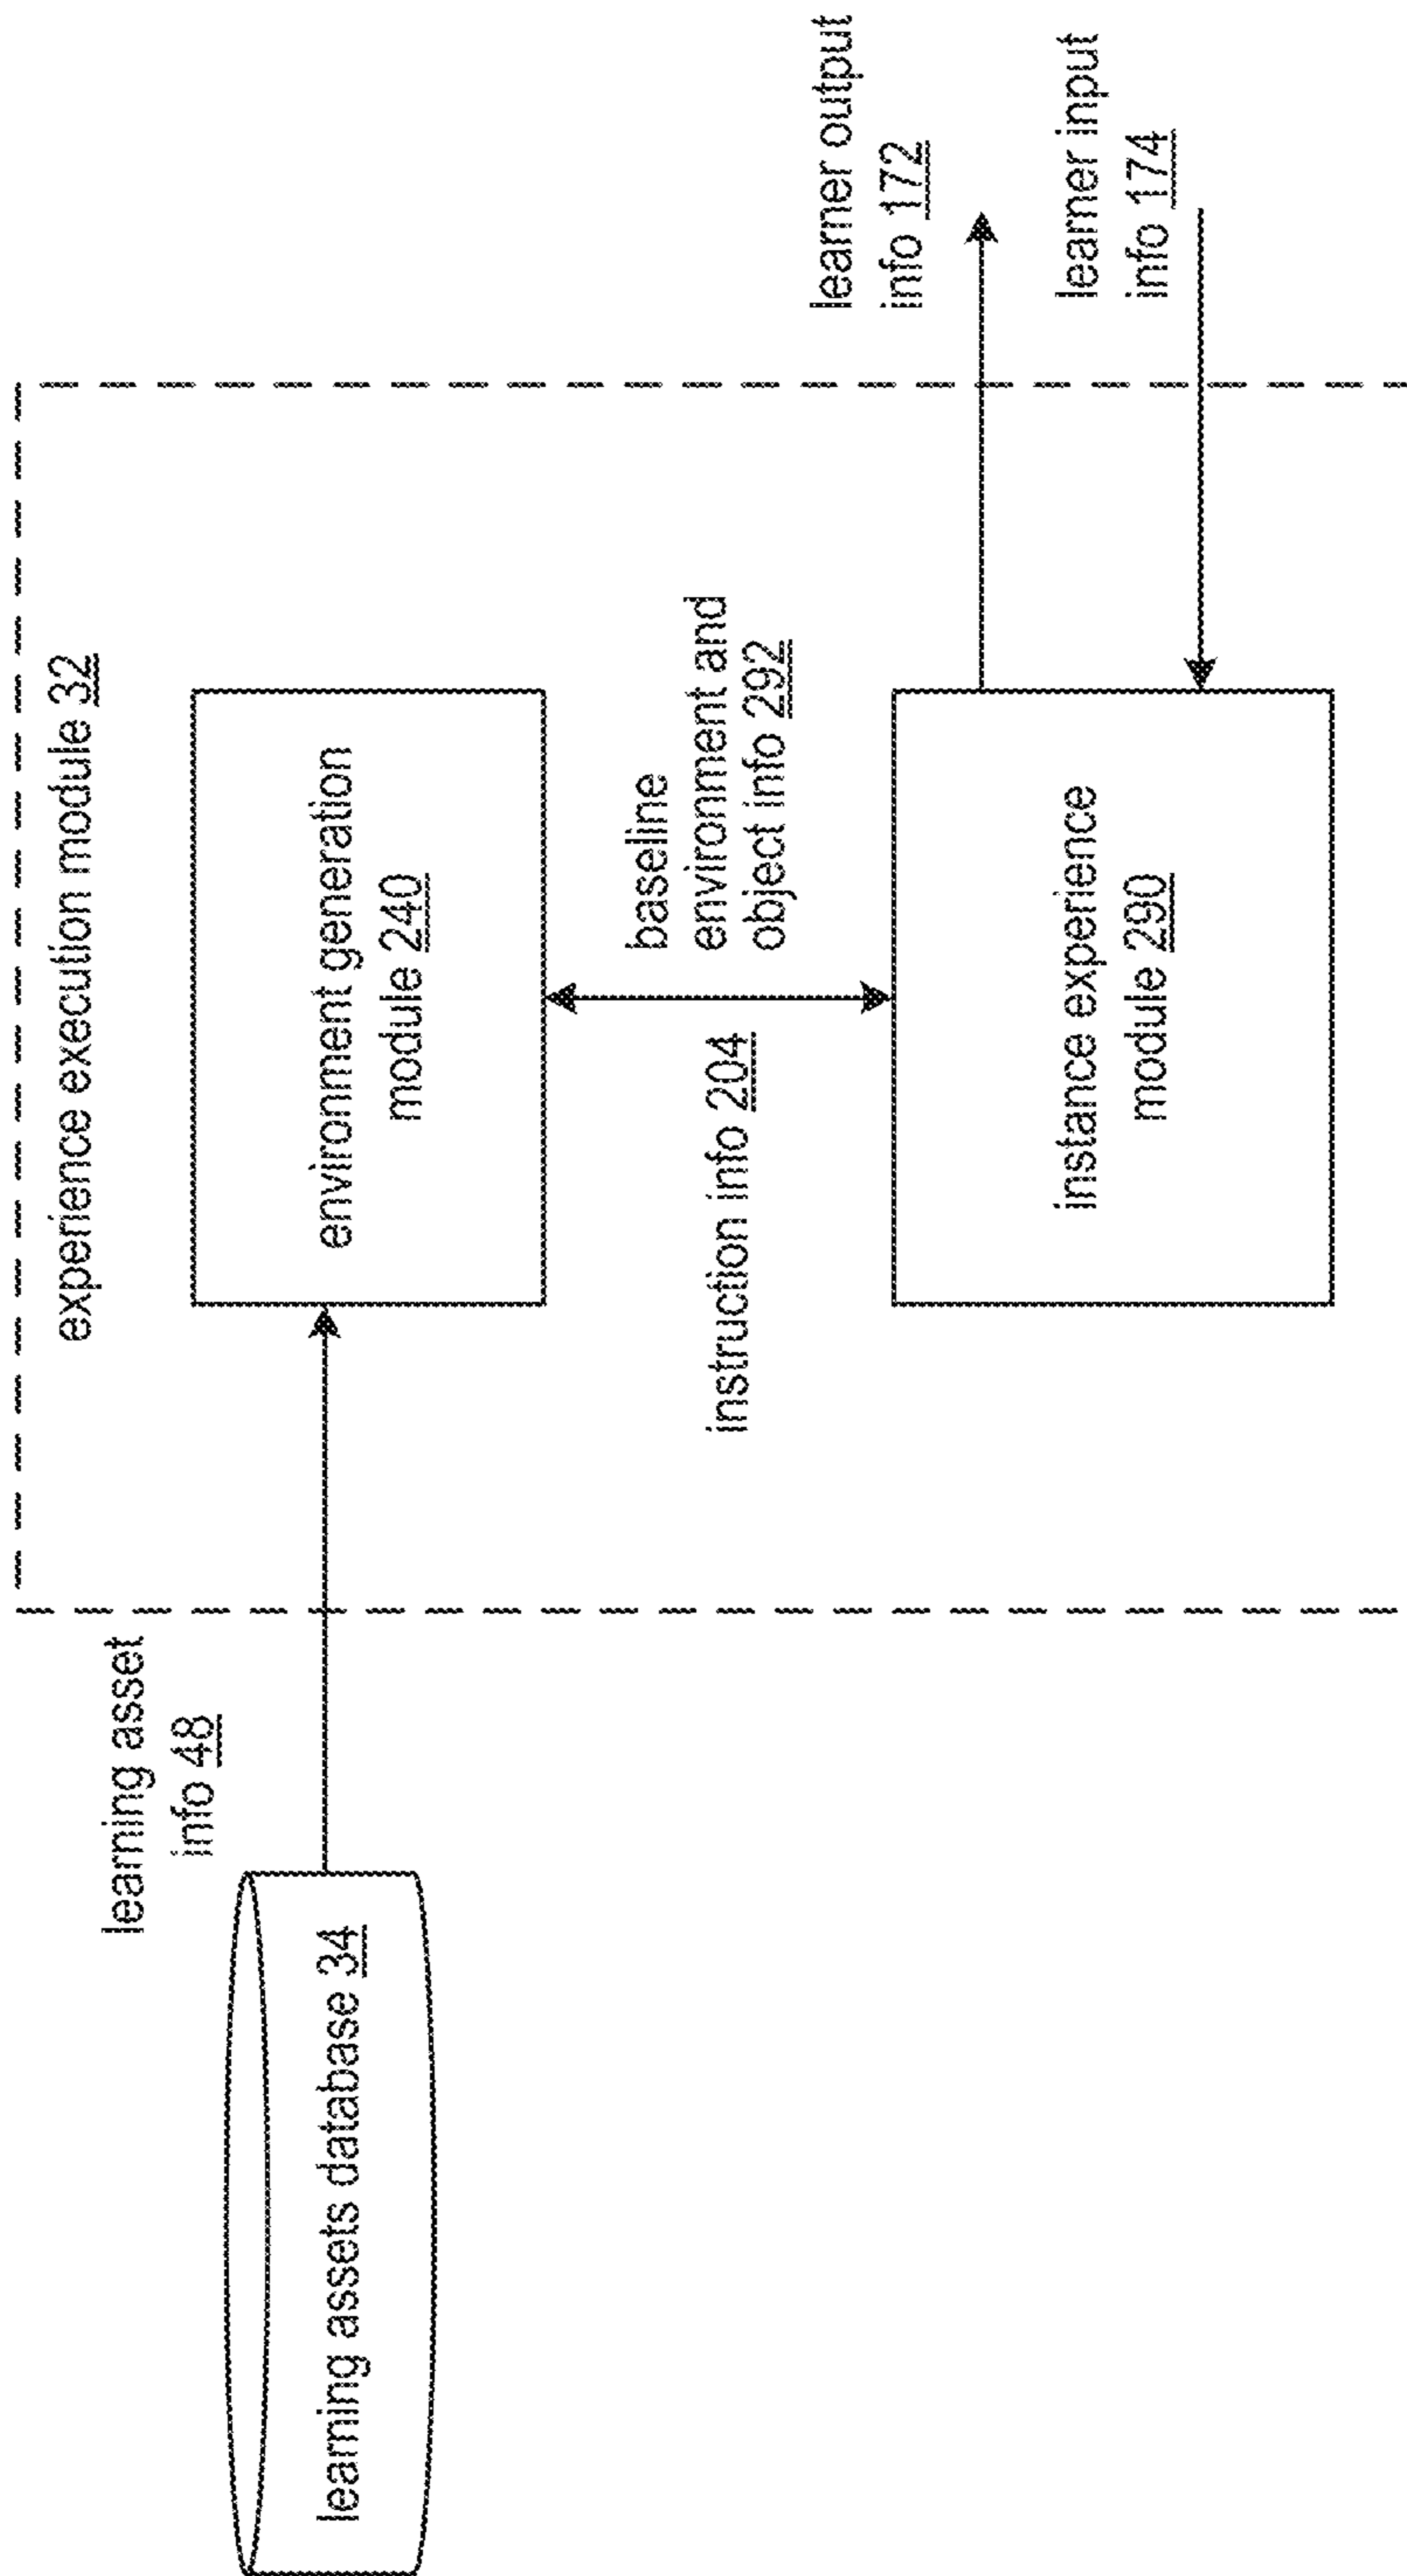 experience execution module 32
learning asset
info 48
learning assets database 34
environment generation
module 240
instruction info 204
baseline
environment and
object info 292
instance experience
module 290
learner output
info 172
learner input
info 174